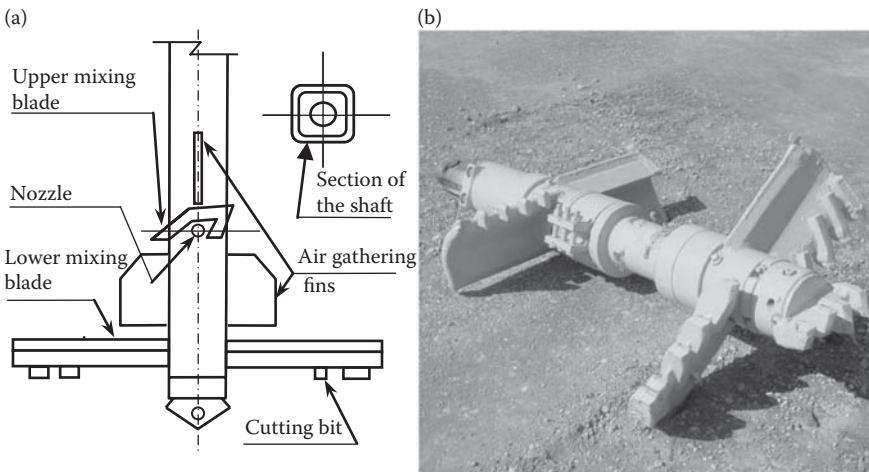 (a)
Upper mixing
blade
Nozzle
Lower mixing
blade
Section of
the shaft
Air gathering
fins
Cutting bit
(b)